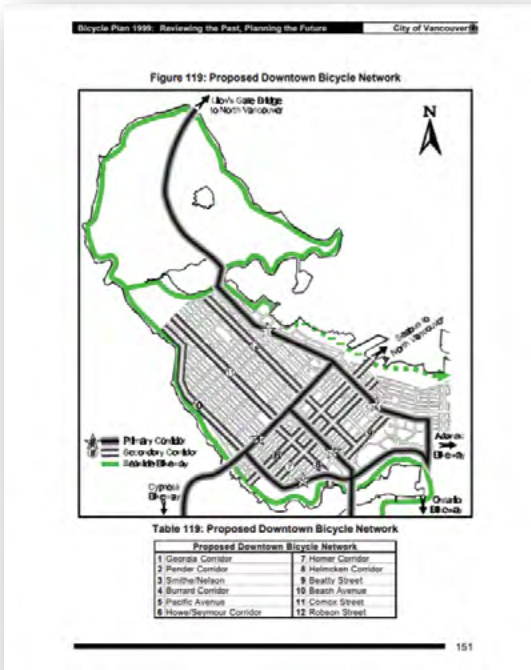 Bicycle Plan 1999: Reviewing the Past, Planning the Future City of Vancouver
Figure 119: Proposed Downtown Bicycle Network
Lion's Gate Bridge
to North Vancouver
N
Seabus to
North Vancouver
Primary Corridor
Secondary Corridor
Seaside Bikeway
Adanac
Bikeway
Cypress
Bikeway
Ontario
Bikeway
Table 119: Proposed Downtown Bicycle Network
Proposed Downtown Bicycle Network
1 Georgia Corridor 7 Homer Corridor
2 Pender Corridor 8 Helmcken Corridor
3 Smithe/Nelson 9 Beatty Street
4 Burrard Corridor 10 Beach Avenue
5 Pacific Avenue 11 Comox Street
6 Howe/Seymour Corridor 12 Robson Street
151